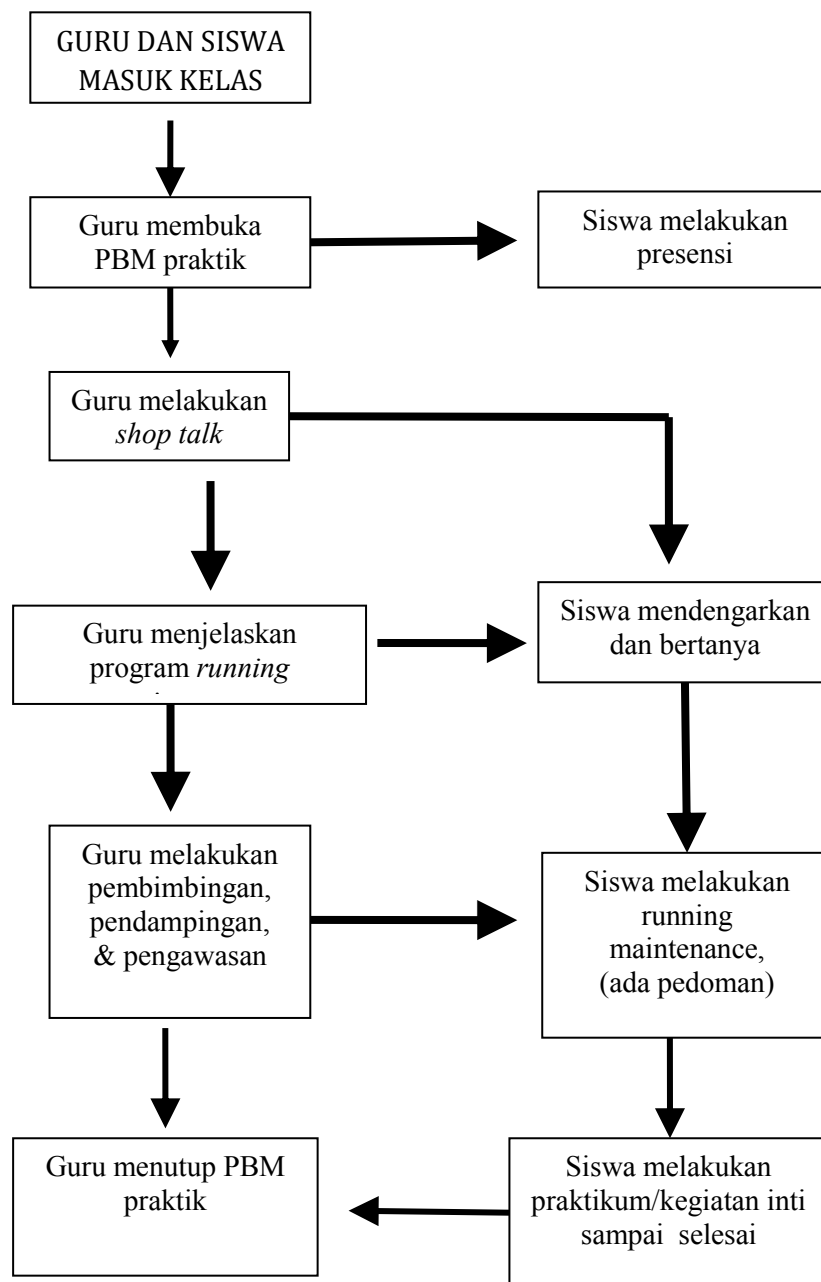 GURU DAN SISWA
MASUK KELAS
Guru membuka
PBM praktik
Siswa melakukan
presensi
Guru melakukan
shop talk
Guru menjelaskan
program running
Siswa mendengarkan
dan bertanya
Guru melakukan
pembimbingan,
pendampingan,
& pengawasan
Siswa melakukan
running
maintenance,
(ada pedoman)
Guru menutup PBM
praktik
Siswa melakukan
praktikum/kegiatan inti
sampai selesai